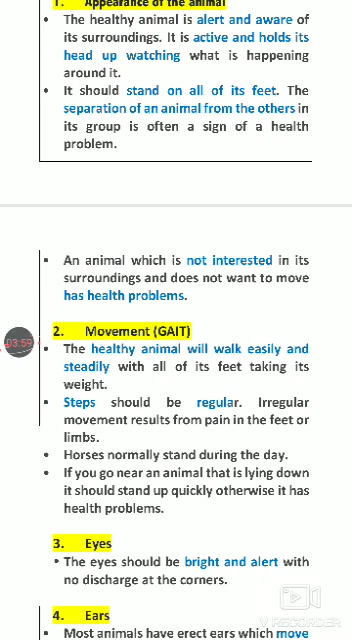 1. Appearance of the animal
• The healthy animal is alert and aware of
its surroundings. It is active and holds its
head up watching what is happening
around it.
• It should stand on all of its feet. The
separation of an animal from the others in
its group is often a sign of a health
problem.
• An animal which is not interested in its
surroundings and does not want to move
has health problems.
2. Movement (GAIT)
03:59
• The healthy animal will walk easily and
steadily with all of its feet taking its
weight.
• Steps should be regular. Irregular
movement results from pain in the feet or
limbs.
• Horses normally stand during the day.
• If you go near an animal that is lying down
it should stand up quickly otherwise it has
health problems.
3. Eyes
• The eyes should be bright and alert with
no discharge at the corners.
V RECORDER
4. Ears
• Most animals have erect ears which move